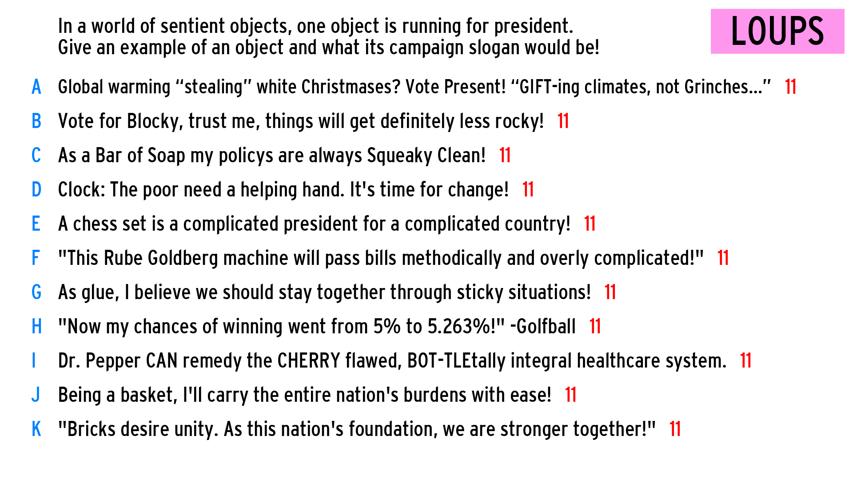 In a world of sentient objects, one object is running for president.
Give an example of an object and what its campaign slogan would be!
LOUPS
A Global warming “stealing” white Christmases? Vote Present! “GIFT-ing climates, not Grinches...” 11
B Vote for Blocky, trust me, things will get definitely less rocky! 11
C As a Bar of Soap my policys are always Squeaky Clean! 11
D Clock: The poor need a helping hand. It's time for change! 11
E A chess set is a complicated president for a complicated country! 11
F "This Rube Goldberg machine will pass bills methodically and overly complicated!" 11
G As glue, I believe we should stay together through sticky situations! 11
H "Now my chances of winning went from 5% to 5.263%!" -Golfball 11
I Dr. Pepper CAN remedy the CHERRY flawed, BOT-TLEtally integral healthcare system. 11
J Being a basket, I'll carry the entire nation's burdens with ease! 11
K "Bricks desire unity. As this nation's foundation, we are stronger together!" 11